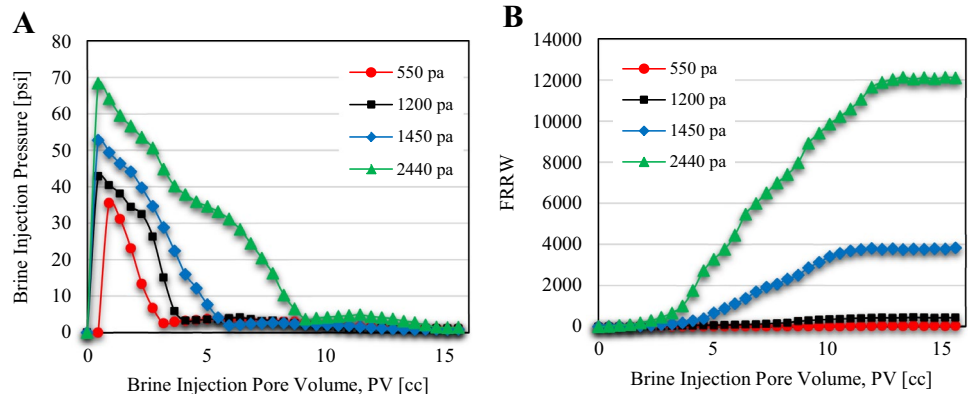 A
Brine Injection Pressure [psi]
80
70
60
50
40
30
20
10
0
0
5
10
15
Brine Injection Pore Volume, PV [cc]
550 pa
1200 pa
1450 pa
2440 pa
B
FRRW
14000
12000
10000
8000
6000
4000
2000
0
0
5
10
15
Brine Injection Pore Volume, PV [cc]
550 pa
1200 pa
1450 pa
2440 pa